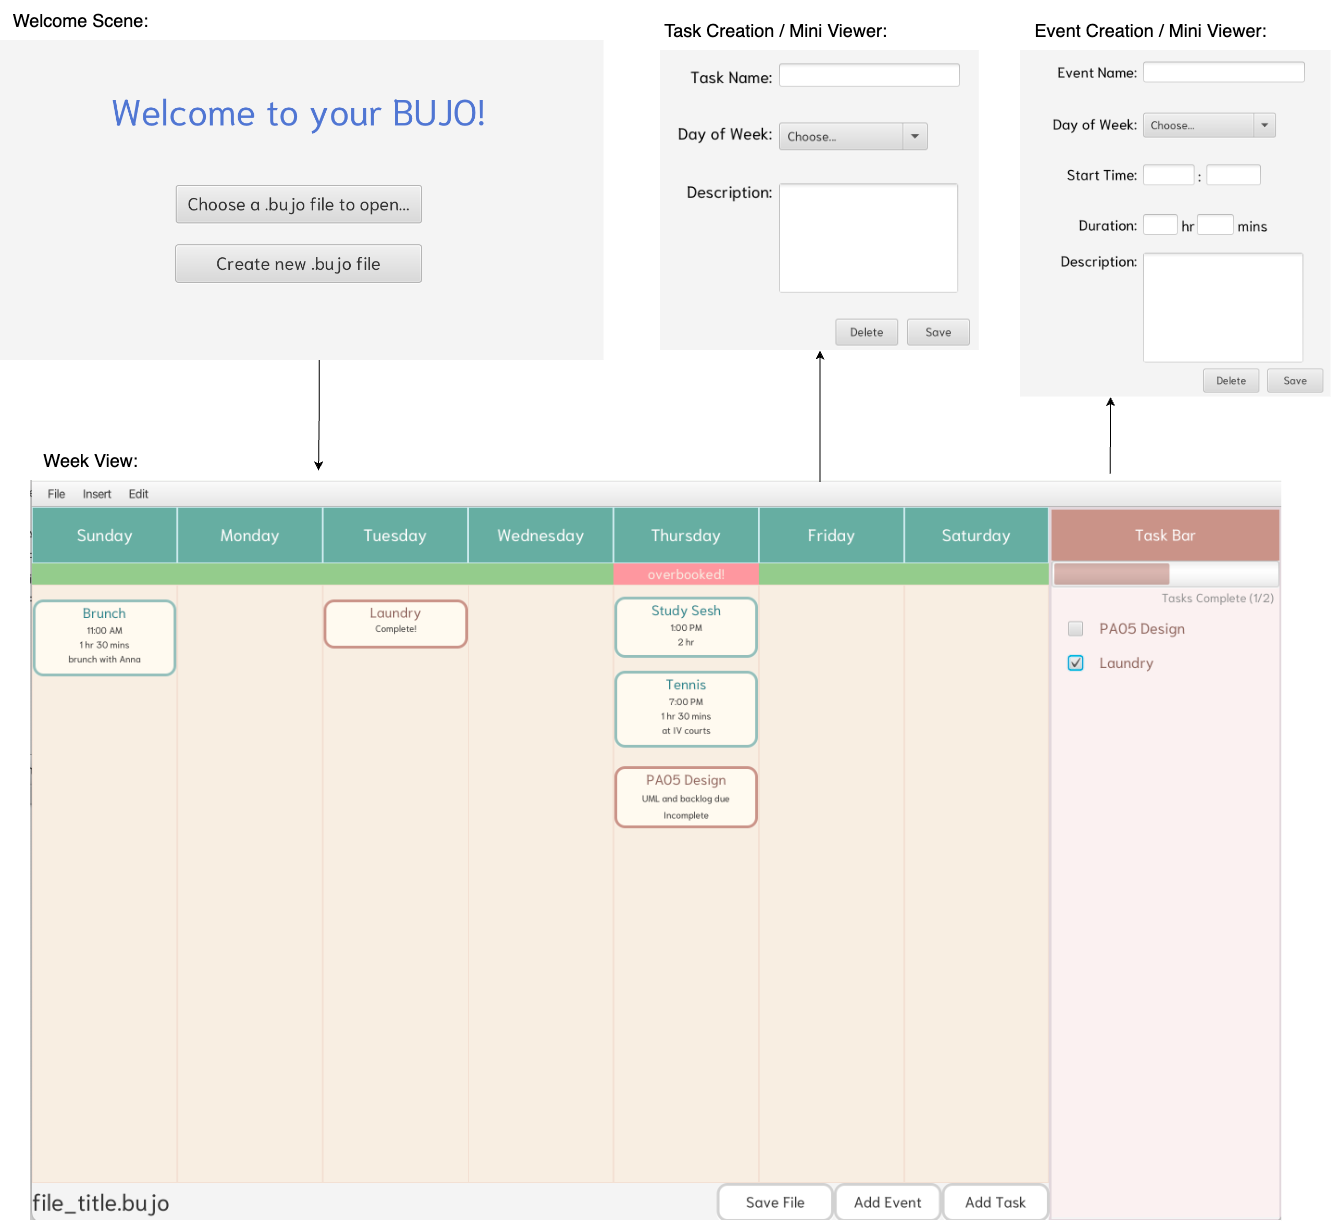 Welcome Scene:
Welcome to your BUJO!
Choose a .bujo file to open...
Create new .bujo file
Task Creation / Mini Viewer:
Task Name:
Day of Week: Choose...
Description:
Delete Save
Event Creation / Mini Viewer:
Event Name:
Day of Week: Choose...
Start Time: :
Duration: hr mins
Description:
Delete Save
Week View:
File Insert Edit
Sunday Monday Tuesday Wednesday Thursday Friday Saturday Task Bar
overbooked!
Tasks Complete (1/2)
Brunch
11:00 AM
1 hr 30 mins
brunch with Anna
Laundry
Complete!
Study Sesh
1:00 PM
2 hr
Tennis
7:00 PM
1 hr 30 mins
at IV courts
PA05 Design
UML and backlog due
Incomplete
PA05 Design
Laundry
file_title.bujo
Save File Add Event Add Task